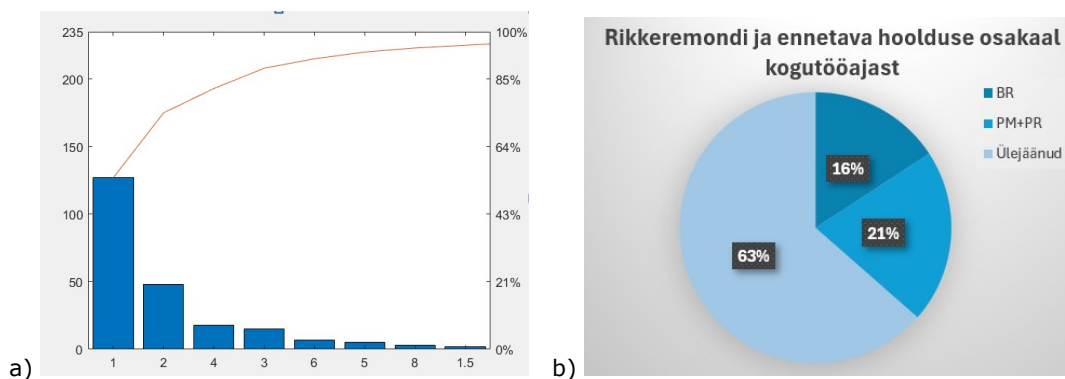 235
200
150
100
50
0
100%
85%
64%
43%
21%
0%
1 2 4 3 6 5 8 1.5
a)
Rikkeremondi ja ennetava hoolduse osakaal
kogutööajast
BR
PM+PR
Ülejäänud
16%
21%
63%
b)